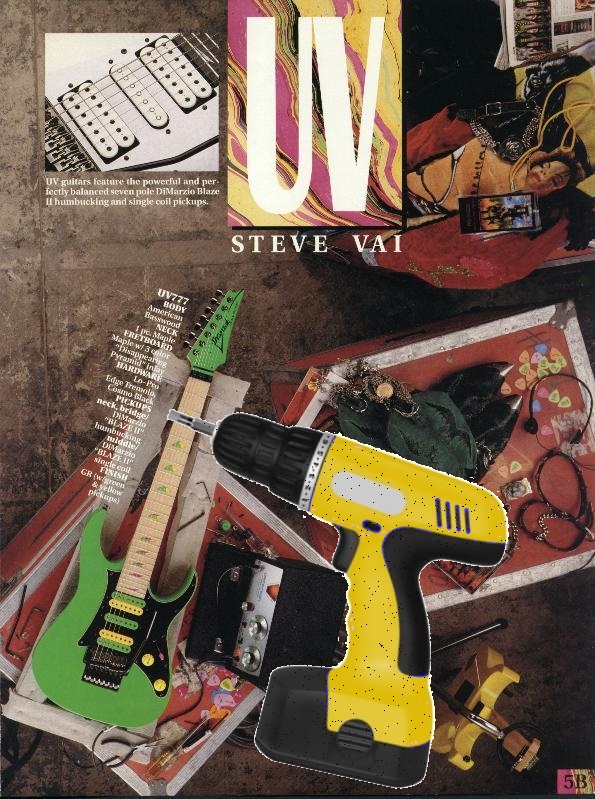 UV
UV guitars feature the powerful and per-
fectly balanced seven pole DiMarzio Blaze
II humbucking and single coil pickups.
STEVE VAI
UV777
BODY
American
Basswood
NECK
1 pc. Maple
FRETBOARD
Maple w/3 color
"Disappearing
Pyramid" inlay
HARDWARE
Lo-Pro
Edge Tremolo,
Cosmo Black
PICKUPS
neck, bridge/
DiMarzio
"BLAZE II"
humbucking
middle/
DiMarzio
"BLAZE II"
single coil
FINISH
GR (w/green
& yellow
pickups)
Ibanez
5B